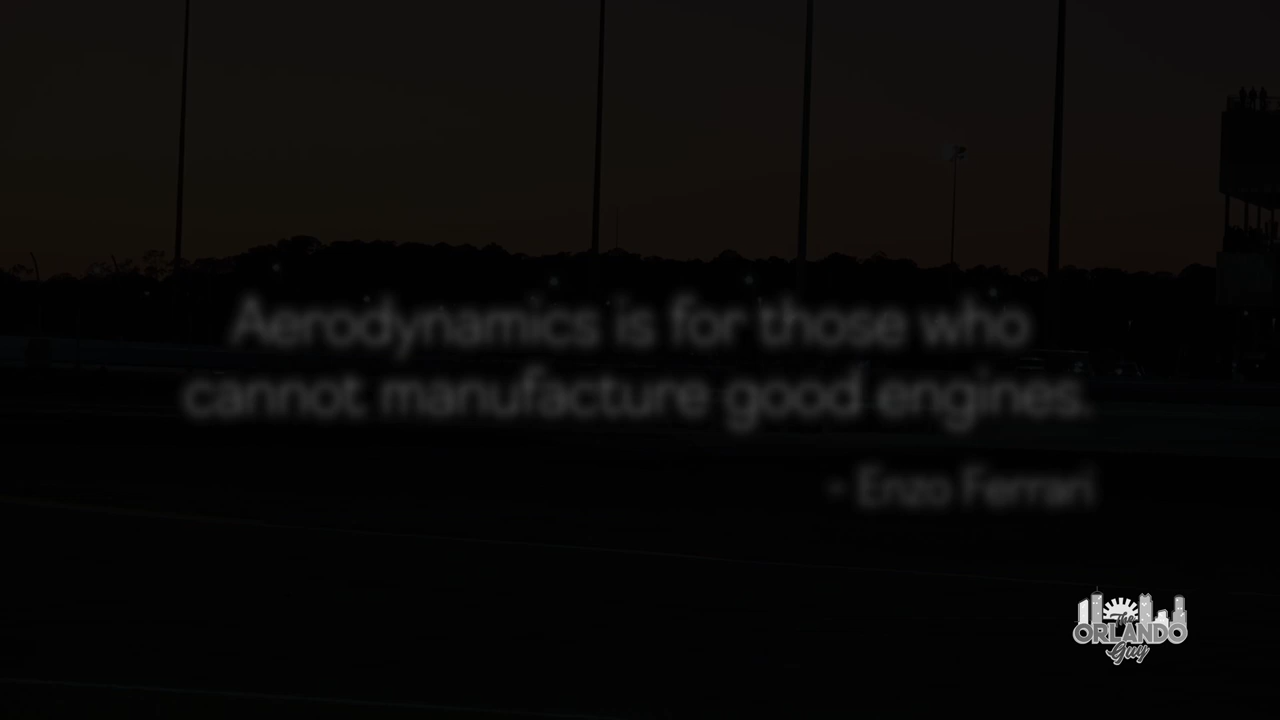 Aerodynamics is for those who
cannot manufacture good engines.
- Enzo Ferrari
The
ORLANDO
Guy